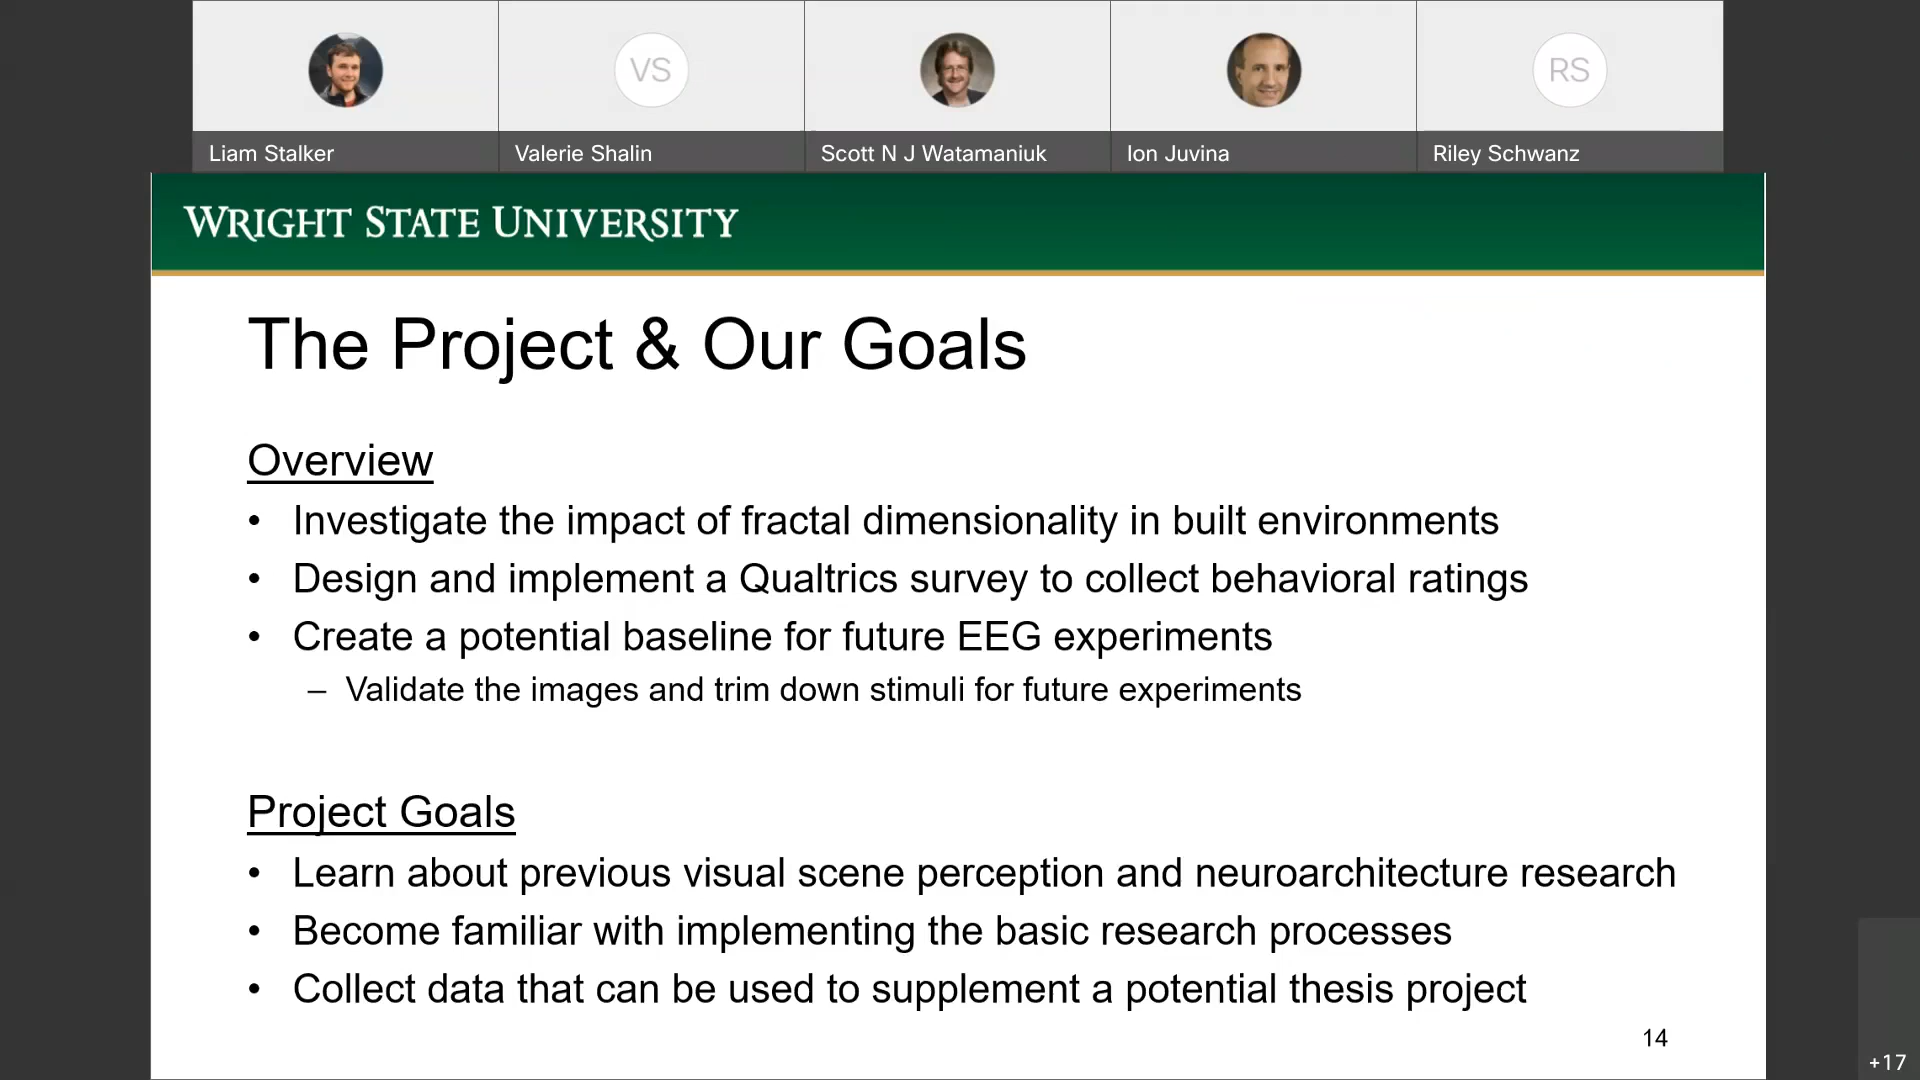 VS
RS
Liam Stalker
Valerie Shalin
Scott N J Watamaniuk
Ion Juvina
Riley Schwanz
WRIGHT STATE UNIVERSITY
The Project & Our Goals
Overview
• Investigate the impact of fractal dimensionality in built environments
• Design and implement a Qualtrics survey to collect behavioral ratings
• Create a potential baseline for future EEG experiments
– Validate the images and trim down stimuli for future experiments
Project Goals
• Learn about previous visual scene perception and neuroarchitecture research
• Become familiar with implementing the basic research processes
• Collect data that can be used to supplement a potential thesis project
14
+17